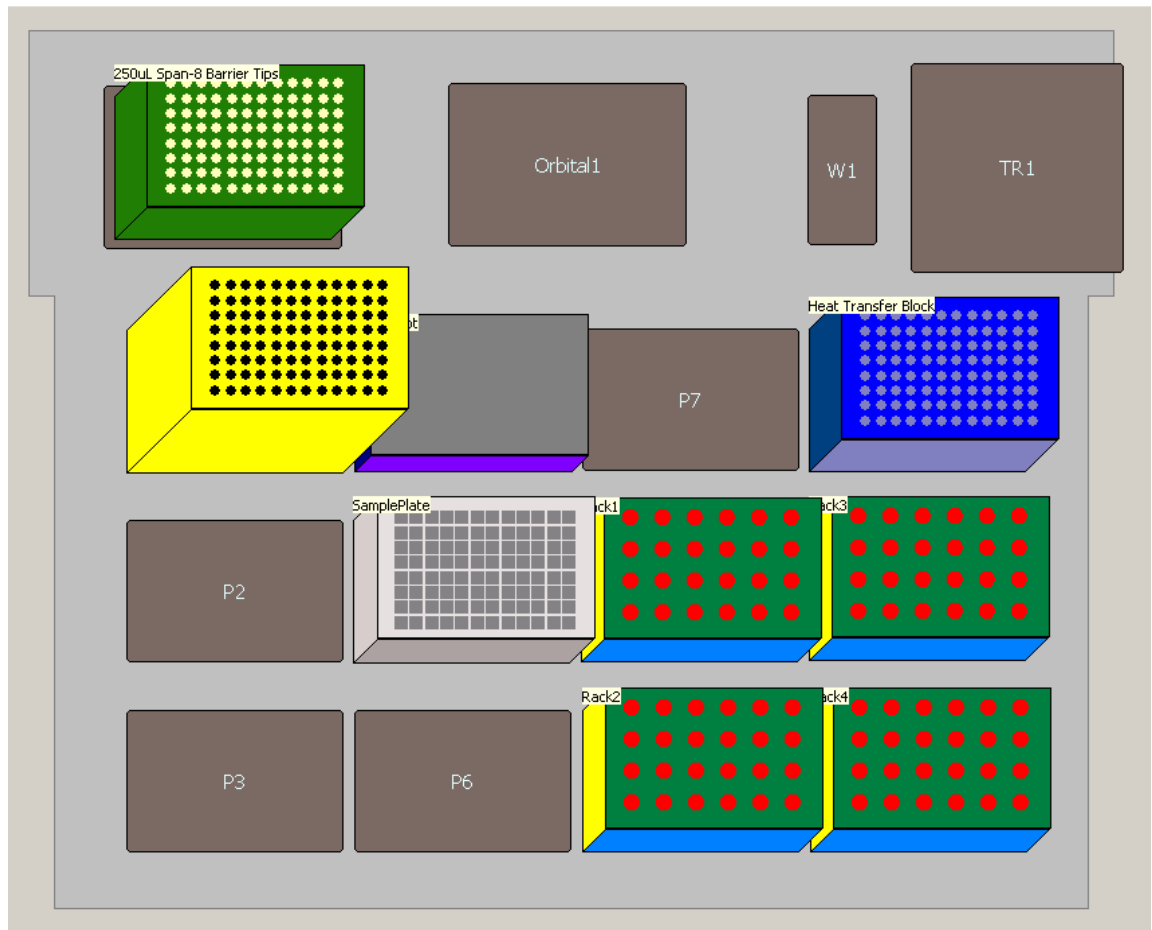 250uL Span-8 Barrier Tips
Orbital1
W1
TR1
Heat Transfer Block
P7
SamplePlate
P2
Rack2
P3
P6